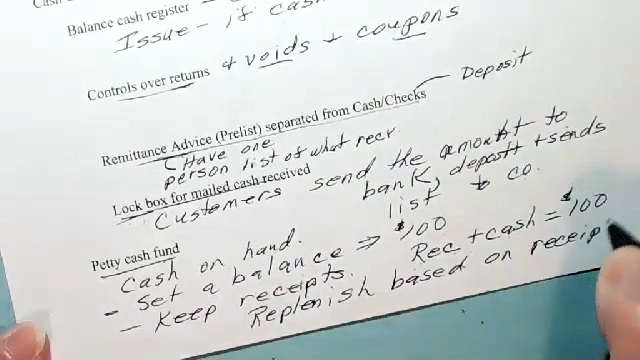 Cash
Balance cash register
Issue - if cash
Controls over returns & voids + coupons
Remittance Advice (Prelist) separated from Cash/Checks Deposit
Have one
person list of what recv.
Lock box for mailed cash received
Customers send the amount to
bank, deposit + sends
list to co.
Petty cash fund
Cash on hand.
- Set a balance ⇒ $100
- Keep receipts. Rec + cash = $100
Replenish based on receip